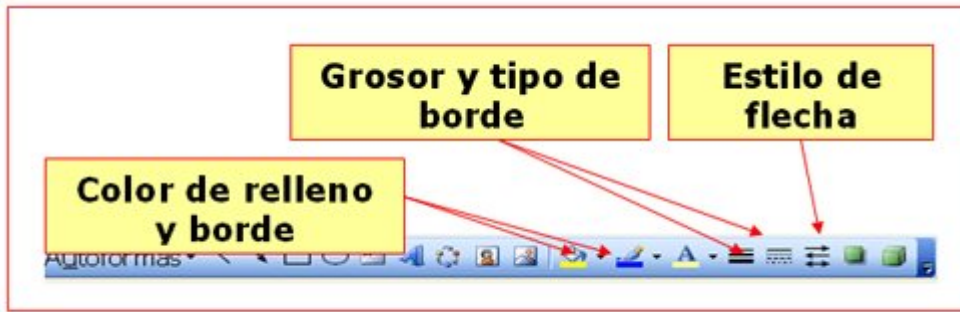 Grosor y tipo de
borde
Estilo de
flecha
Color de relleno
y borde
Autoformas
A